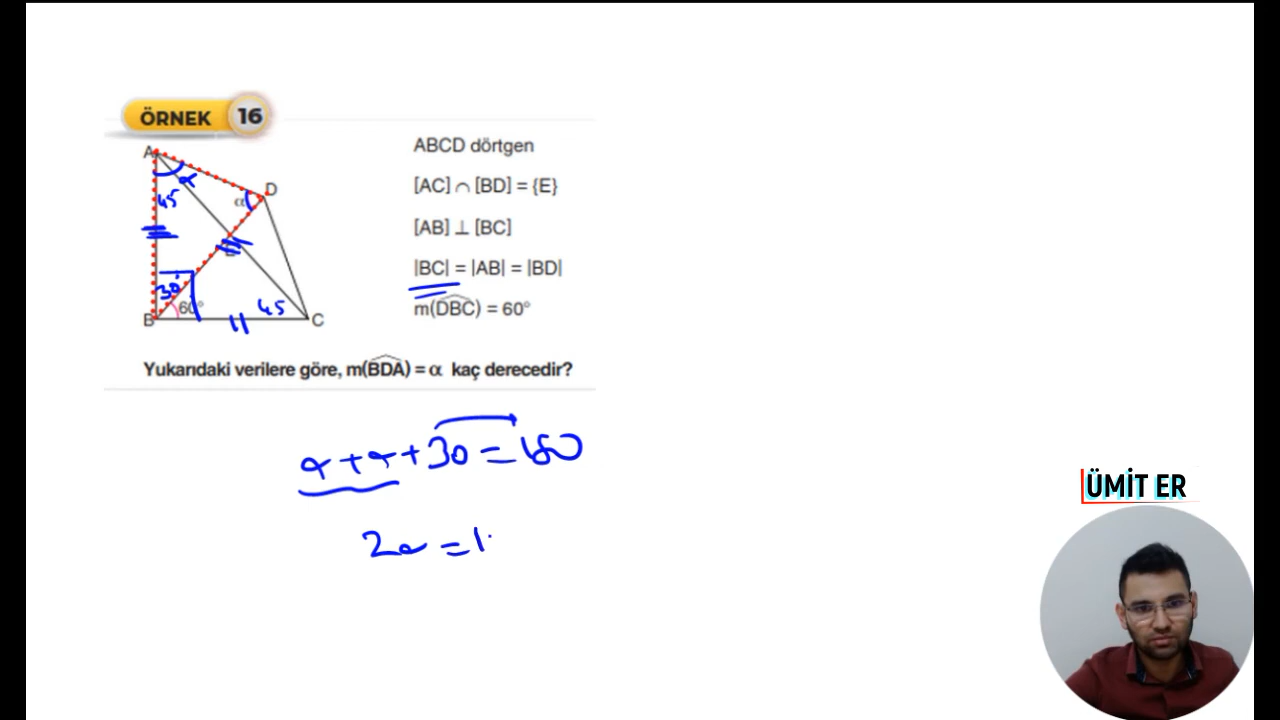 ÖRNEK 16
ABCD dörtgen
[AC] ∩ [BD] = {E}
[AB] ⊥ [BC]
|BC| = |AB| = |BD|
m(DBC) = 60°
A
α
D
45
α
E
30
60°
45
B
C
Yukarıdaki verilere göre, m(BDA) = α kaç derecedir?
α + α + 30 = 180
2α = 1
ÜMİT ER